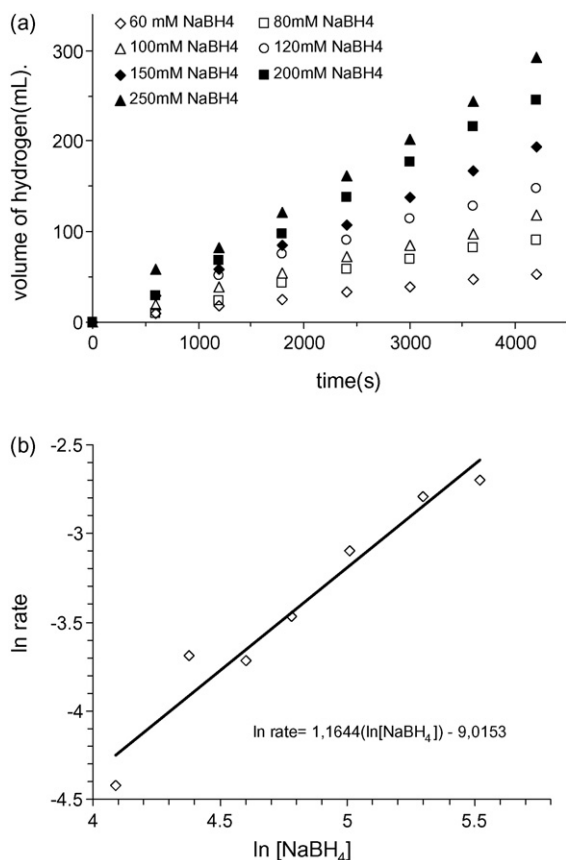 (a)
60 mM NaBH4
80mM NaBH4
100mM NaBH4
120mM NaBH4
150mM NaBH4
200mM NaBH4
250mM NaBH4
300
200
100
0
volume of hydrogen(mL).
0 1000 2000 3000 4000
time(s)
(b)
-2.5
-3
-3.5
-4
-4.5
ln rate
ln rate= 1,1644(ln[NaBH₄]) - 9,0153
4 4.5 5 5.5
ln [NaBH₄]